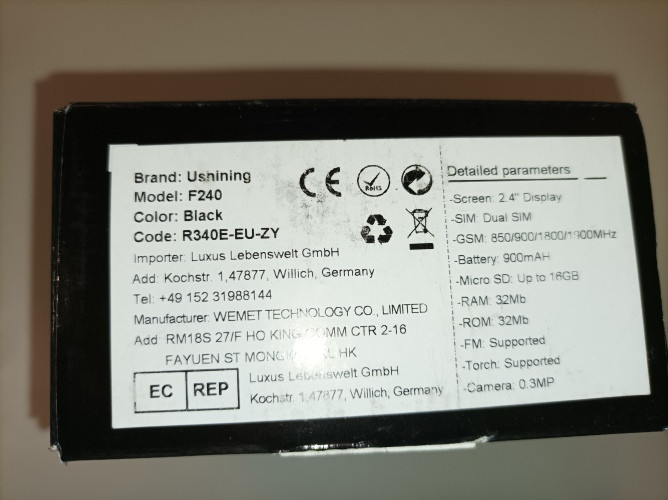 Brand: Ushining
Model: F240
Color: Black
Code: R340E-EU-ZY
Importer: Luxus Lebenswelt GmbH
Add: Kochstr. 1,47877, Willich, Germany
Tel: +49 152 31988144
Manufacturer: WEMET TECHNOLOGY CO., LIMITED
Add: RM18S 27/F HO KING COMM CTR 2-16
FAYUEN ST HK
EC REP
Luxus Lebenswelt GmbH
Kochstr. 1,47877, Willich, Germany
CE
RoHS
Detailed parameters
-Screen: 2.4" Display
-SIM: Dual SIM
-GSM: 850/900/1800/1900MHz
-Battery: 900mAH
-Micro SD: Up to 16GB
-RAM: 32Mb
-ROM: 32Mb
-FM: Supported
-Torch: Supported
-Camera: 0.3MP